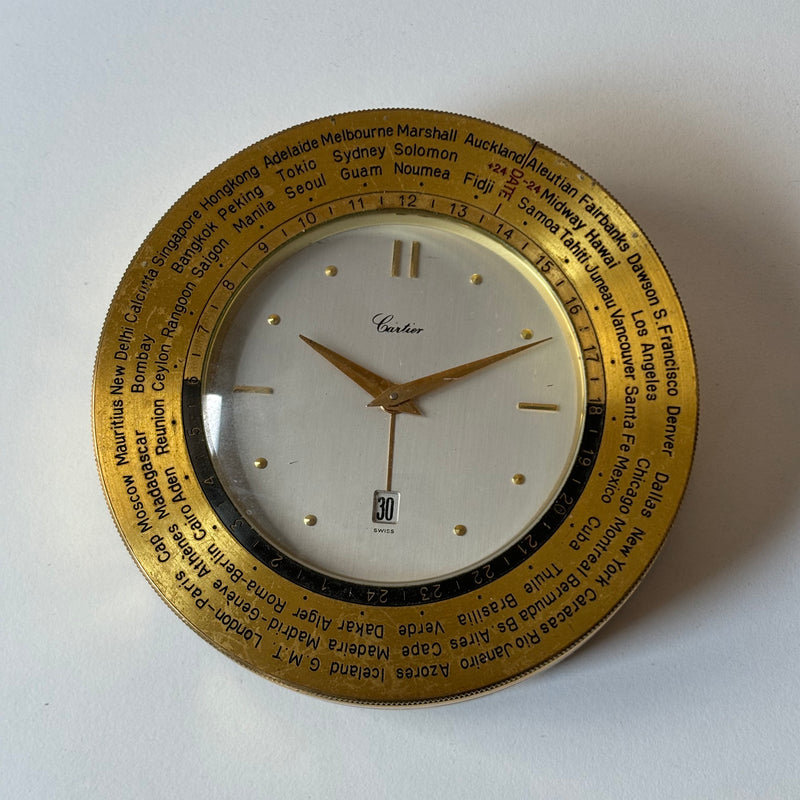 Cartier
30
SWISS
1 2 3 4 5 6 7 8 9 10 11 12 13 14 15 16 17 18 19 20 21 22 23 24
+24 DATE -24
London-Paris Cap Moscow Mauritius New Delhi Calcutta Singapore Hongkong Adelaide Melbourne Marshall Auckland Aleutian Fairbanks Dawson S. Francisco Denver Dallas New York Caracas Rio Janairo Azores Iceland G.M.T.
Madrid-Genève Athènes Madagascar Bombay Bangkok Peking Tokio Sydney Solomon Midway Hawai Los Angeles Chicago Montreal Bermuda Bs. Aires Cape Madeira
Dakar Alger Roma-Berlin Cairo Aden Reunion Ceylon Rangoon Saigon Manila Seoul Guam Noumea Fidji Samoa Tahiti Juneau Vancouver Santa Fe Mexico Cuba Thule Brasilia Verde